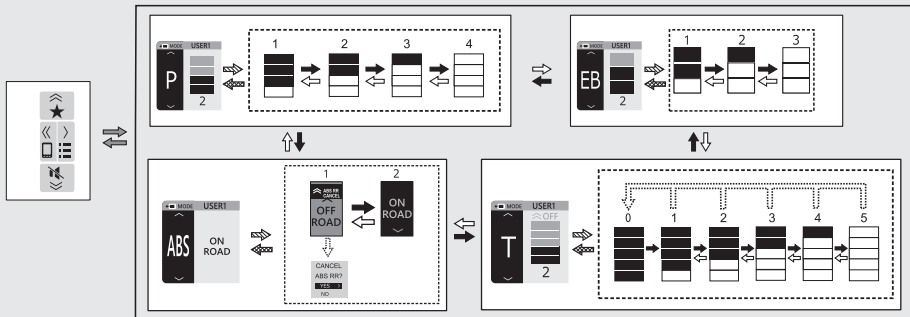 MODE USER1
P
2
1 2 3 4
MODE USER1
EB
2
1 2 3
MODE USER1
ABS
ON
ROAD
1 2
ABS RR
CANCEL
OFF
ROAD
ON
ROAD
CANCEL
ABS RR?
YES
NO
MODE USER1
OFF
T
2
0 1 2 3 4 5